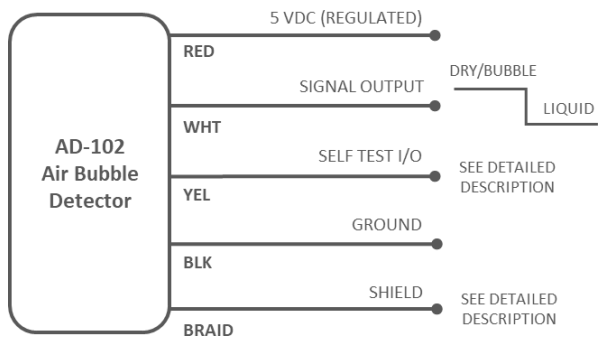 5 VDC (REGULATED)
RED
SIGNAL OUTPUT
DRY/BUBBLE
LIQUID
WHT
AD-102
Air Bubble
Detector
SELF TEST I/O
SEE DETAILED
DESCRIPTION
YEL
GROUND
BLK
SHIELD
SEE DETAILED
DESCRIPTION
BRAID